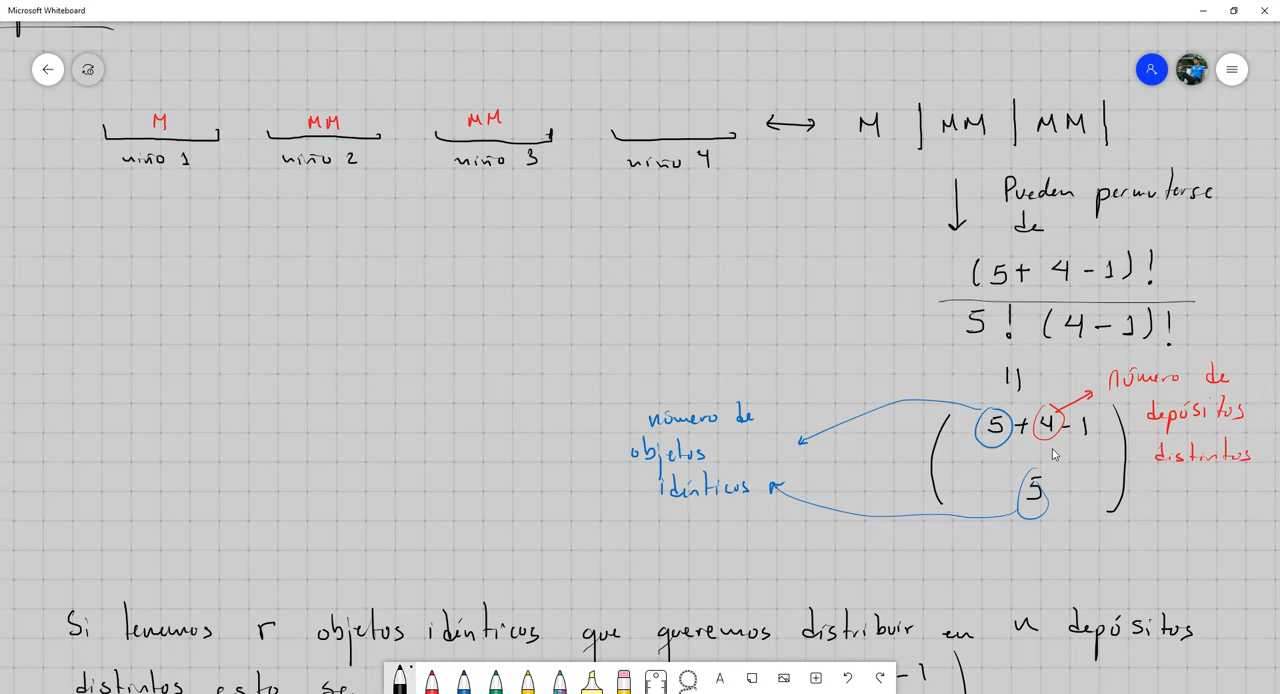 Microsoft Whiteboard
M MM MM
niño 1 niño 2 niño 3 niño 4 ↔ M | MM | MM |
↓ Pueden permutarse
de
(5+ 4-1)!
5! (4-1)!
número de
depósitos
distintos
número de
objetos
idénticos
5+4-1
5
Si tenemos r objetos idénticos que queremos distribuir en n depósitos
distintos esto se
-1
A